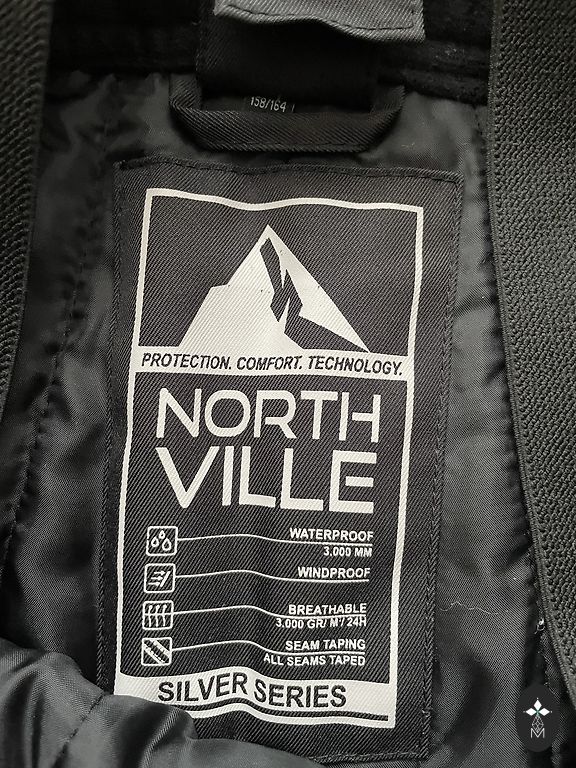 158/164
PROTECTION. COMFORT. TECHNOLOGY.
NORTH
VILLE
WATERPROOF
3.000 MM
WINDPROOF
BREATHABLE
3.000 GR/ M²/ 24H
SEAM TAPING
ALL SEAMS TAPED
SILVER SERIES
M